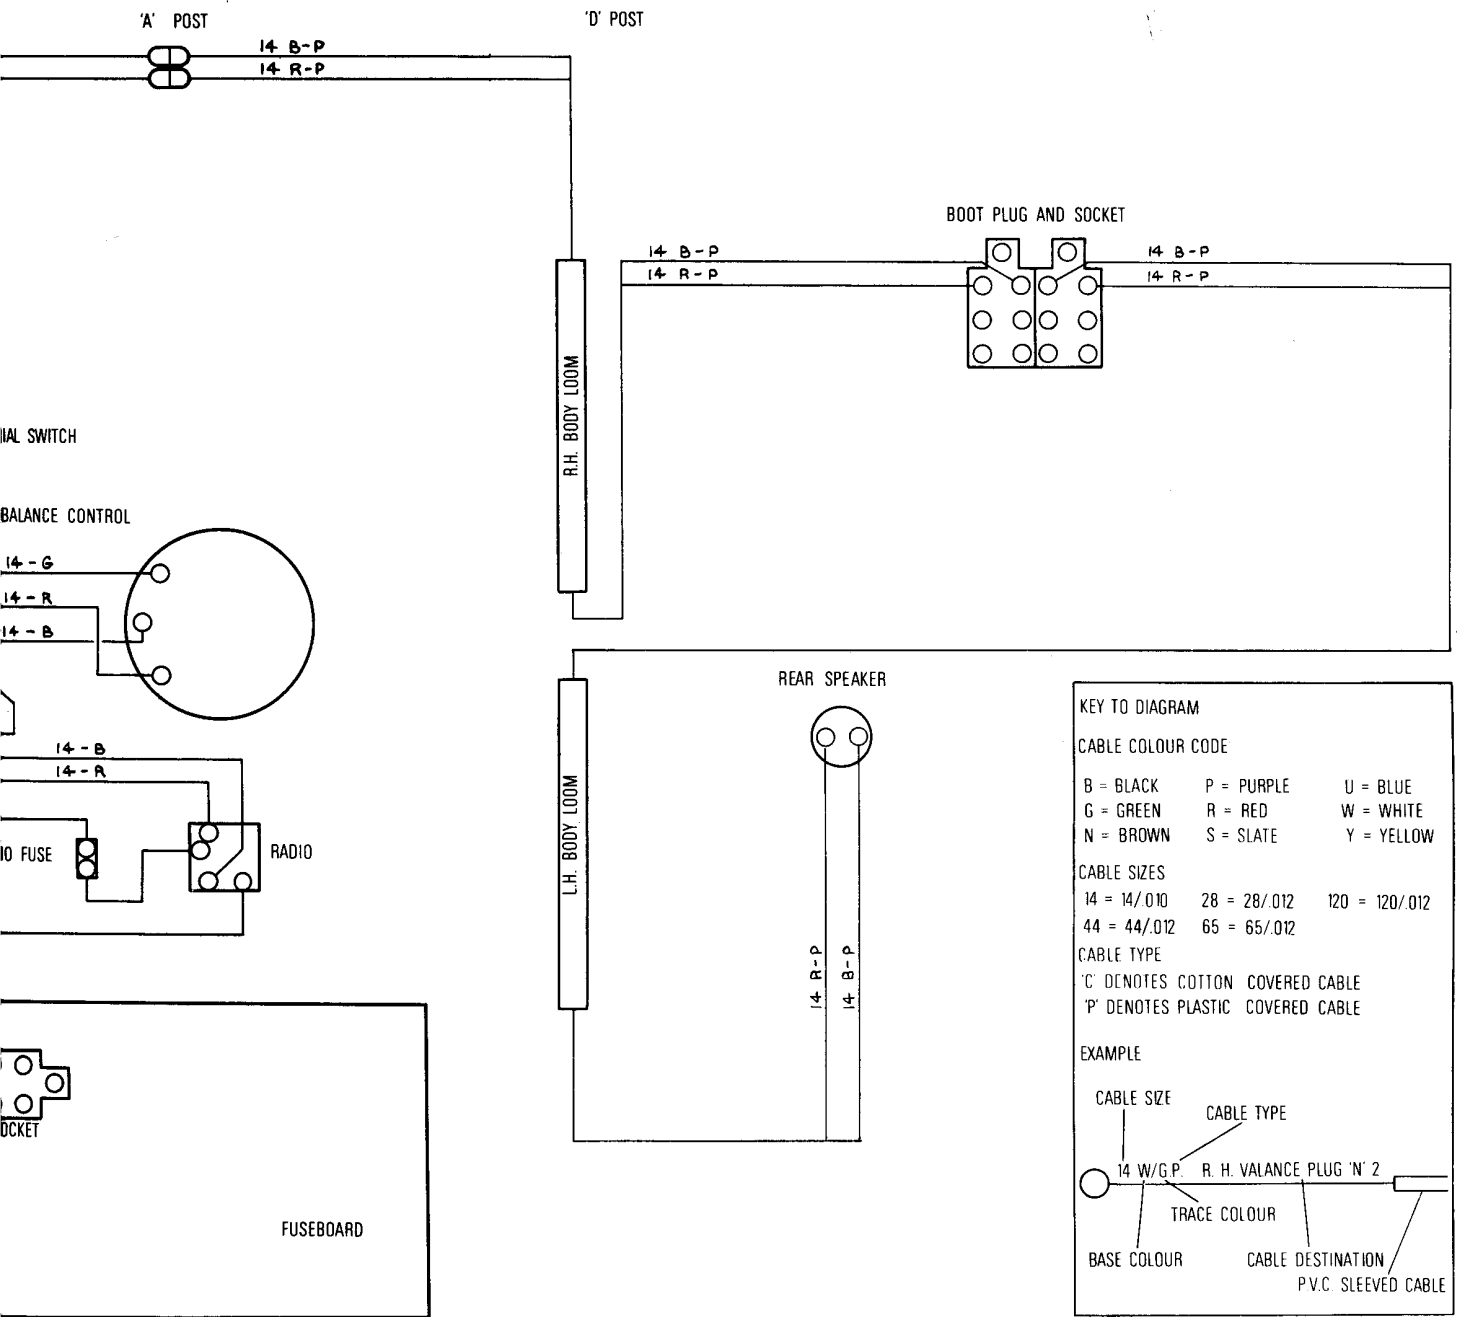 'A' POST
'D' POST
14 B-P
14 R-P
BOOT PLUG AND SOCKET
14 B-P
14 R-P
14 B-P
14 R-P
R.H. BODY LOOM
SWITCH
BALANCE CONTROL
14-G
14-R
14-B
REAR SPEAKER
14-B
14-R
FUSE
RADIO
L.H. BODY LOOM
14 R-P
14 B-P
FUSEBOARD
KEY TO DIAGRAM
CABLE COLOUR CODE
B = BLACK P = PURPLE U = BLUE
G = GREEN R = RED W = WHITE
N = BROWN S = SLATE Y = YELLOW
CABLE SIZES
14 = 14/.010 28 = 28/.012 120 = 120/.012
44 = 44/.012 65 = 65/.012
CABLE TYPE
'C' DENOTES COTTON COVERED CABLE
'P' DENOTES PLASTIC COVERED CABLE
EXAMPLE
CABLE SIZE
CABLE TYPE
14 W/G.P. R. H. VALANCE PLUG 'N' 2
TRACE COLOUR
BASE COLOUR
CABLE DESTINATION
P.V.C. SLEEVED CABLE